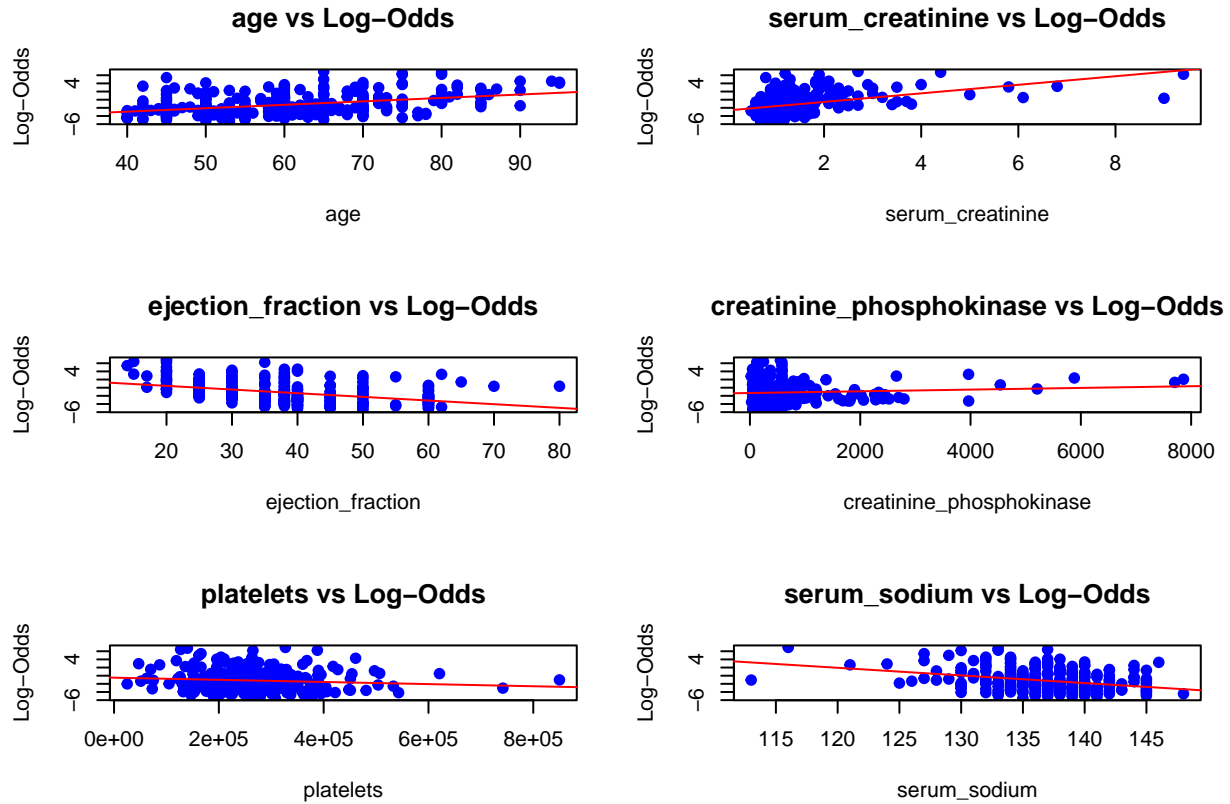 age vs Log−Odds
Log−Odds
−6 4
40 50 60 70 80 90
age
serum_creatinine vs Log−Odds
Log−Odds
−6 4
2 4 6 8
serum_creatinine
ejection_fraction vs Log−Odds
Log−Odds
−6 4
20 30 40 50 60 70 80
ejection_fraction
creatinine_phosphokinase vs Log−Odds
Log−Odds
−6 4
0 2000 4000 6000 8000
creatinine_phosphokinase
platelets vs Log−Odds
Log−Odds
−6 4
0e+00 2e+05 4e+05 6e+05 8e+05
platelets
serum_sodium vs Log−Odds
Log−Odds
−6 4
115 120 125 130 135 140 145
serum_sodium